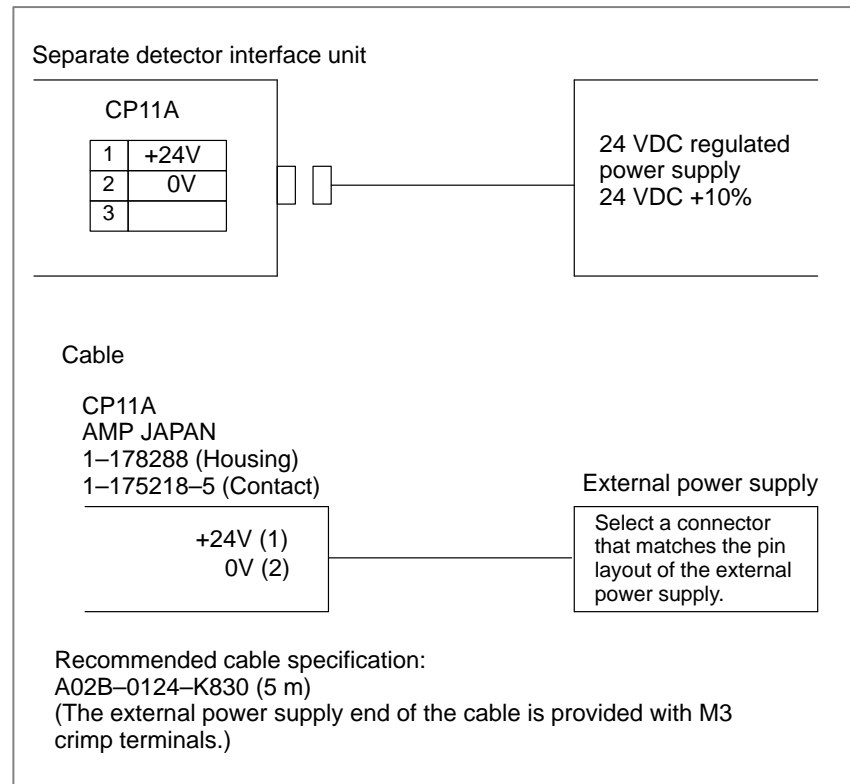 Separate detector interface unit
CP11A
1 +24V
2 0V
3
24 VDC regulated
power supply
24 VDC +10%
Cable
CP11A
AMP JAPAN
1–178288 (Housing)
1–175218–5 (Contact)
+24V (1)
0V (2)
External power supply
Select a connector
that matches the pin
layout of the external
power supply.
Recommended cable specification:
A02B–0124–K830 (5 m)
(The external power supply end of the cable is provided with M3
crimp terminals.)